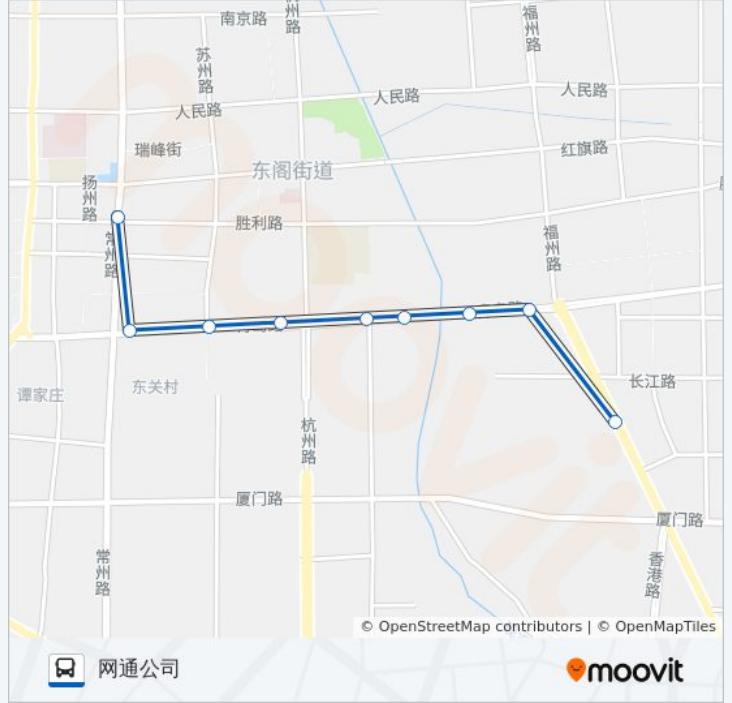 南京路
州路
福州路
苏州路
人民路
人民路
人民路
瑞峰街
红旗路
东阁街道
扬州路
胜利路
常州路
福州路
长江路
谭家庄
东关村
杭州路
厦门路
厦门路
常州路
香港路
© OpenStreetMap contributors | © OpenMapTiles
网通公司
moovit